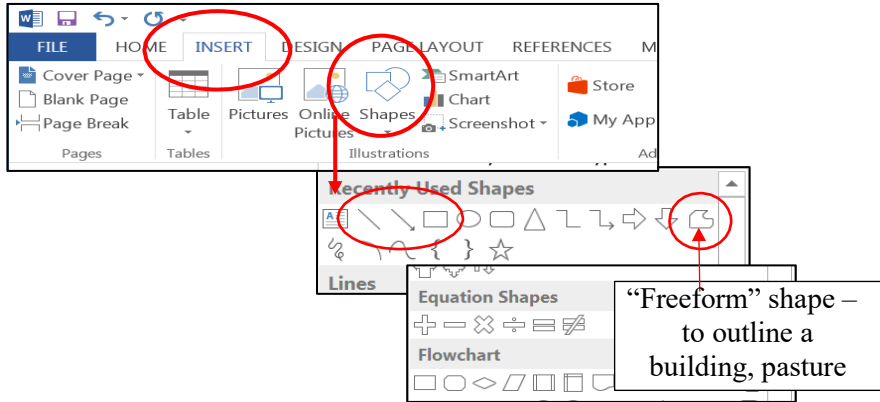 FILE HOME INSERT DESIGN PAGE LAYOUT REFERENCES M
Cover Page
Blank Page
Page Break
Pages
Table
Tables
Pictures
Online
Pictures
Shapes
SmartArt
Chart
Screenshot
Illustrations
Store
My App
Ad
Recently Used Shapes
Lines
Equation Shapes
Flowchart
“Freeform” shape –
to outline a
building, pasture